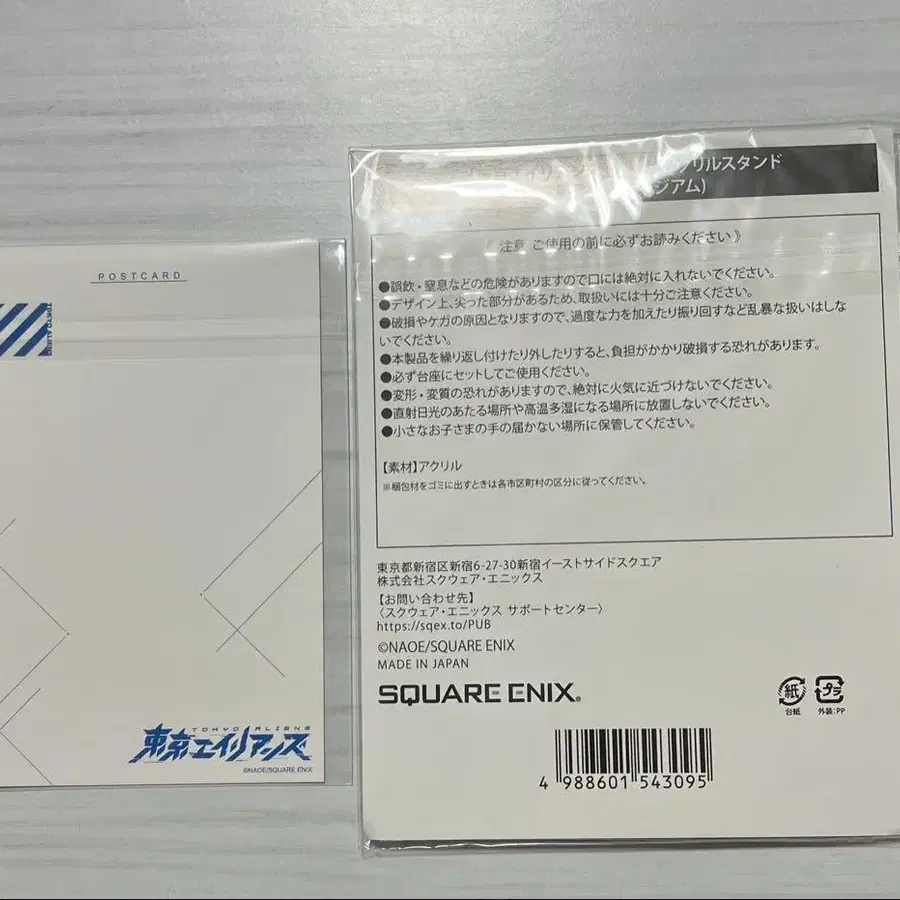 POSTCARD
TOKYO ALIENS
TOKYO ALIENS
東京エイリアンズ
©NAOE/SQUARE ENIX
クリルスタンド
ジアム)
《 注意 ご使用の前に必ずお読みください 》
●誤飲・窒息などの危険がありますので口には絶対に入れないでください。
●デザイン上、尖った部分があるため、取扱いには十分ご注意ください。
●破損やケガの原因となりますので、過度な力を加えたり振り回すなど乱暴な扱いはしな
いでください。
●本製品を繰り返し付けたり外したりすると、負担がかかり破損する恐れがあります。
●必ず台座にセットしてご使用ください。
●変形・変質の恐れがありますので、絶対に火気に近づけないでください。
●直射日光のあたる場所や高温多湿になる場所に放置しないでください。
●小さなお子さまの手の届かない場所に保管してください。
【素材】アクリル
※梱包材をゴミに出すときは各市区町村の区分に従ってください。
東京都新宿区新宿6-27-30新宿イーストサイドスクエア
株式会社スクウェア・エニックス
【お問い合わせ先】
〈スクウェア・エニックス サポートセンター〉
https://sqex.to/PUB
©NAOE/SQUARE ENIX
MADE IN JAPAN
SQUARE ENIX®
紙 プラ
台紙 外装:PP
4 988601 543095